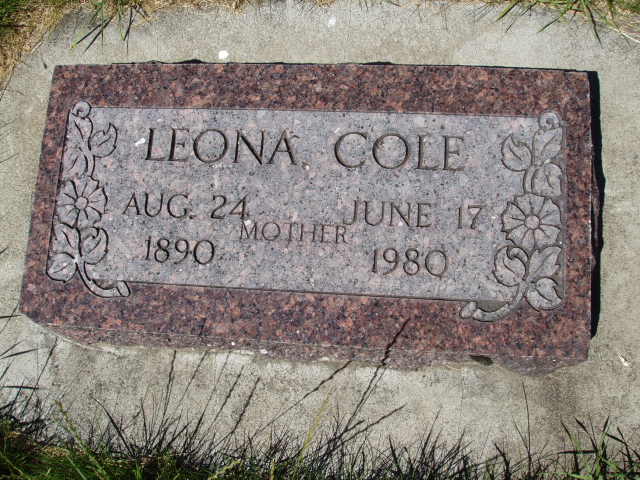 LEONA COLE
AUG. 24 JUNE 17
MOTHER
1890 1980